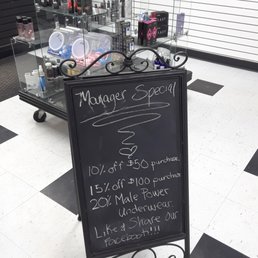 Manager Special
10% off $50 purchase
15% off $100 purchase
20% Male Power
Underwear.
Like & Share Our
Facebook!!!